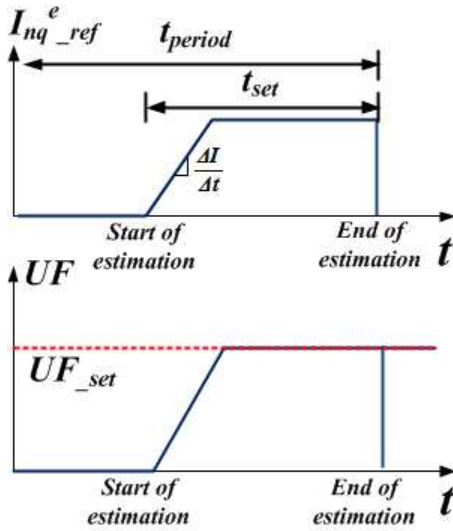 I_nq^e_ref
t_period
t_set
ΔI
Δt
Start of
estimation
End of
estimation
t
UF
UF_set
Start of
estimation
End of
estimation
t